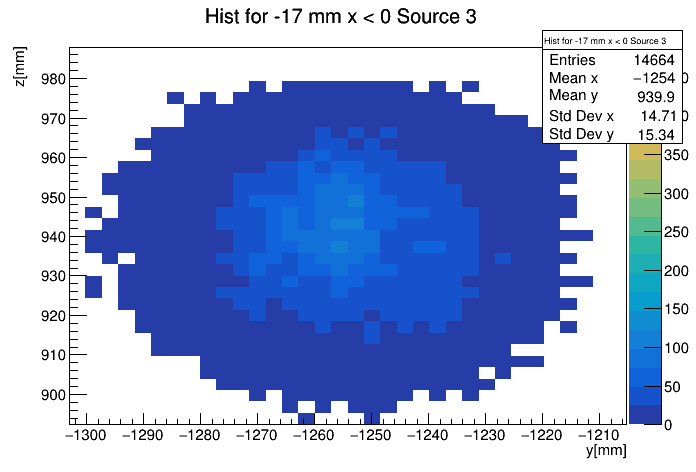 Hist for -17 mm x < 0 Source 3
z[mm]
980
970
960
950
940
930
920
910
900
−1300 −1290 −1280 −1270 −1260 −1250 −1240 −1230 −1220 −1210
y[mm]
Hist for -17 mm x < 0 Source 3
Entries 14664
Mean x −1254
Mean y 939.9
Std Dev x 14.71
Std Dev y 15.34
350
300
250
200
150
100
50
0